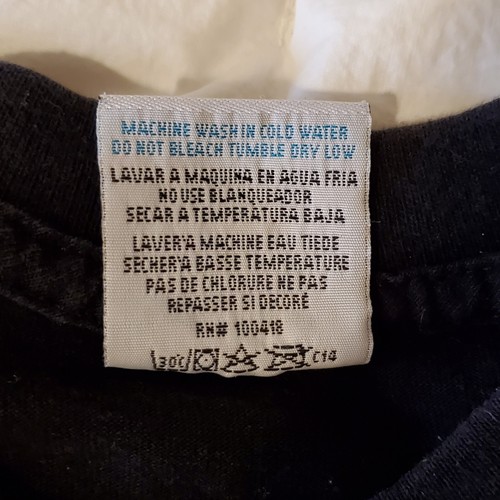 MACHINE WASH IN COLD WATER
DO NOT BLEACH TUMBLE DRY LOW
LAVAR A MAQUINA EN AGUA FRIA
NO USE BLANQUEADOR
SECAR A TEMPERATURA BAJA
LAVER'A MACHINE EAU TIEDE
SECHER'A BASSE TEMPERATURE
PAS DE CHLORURE NE PAS
REPASSER SI DECORÉ
RN# 100418
30C C14